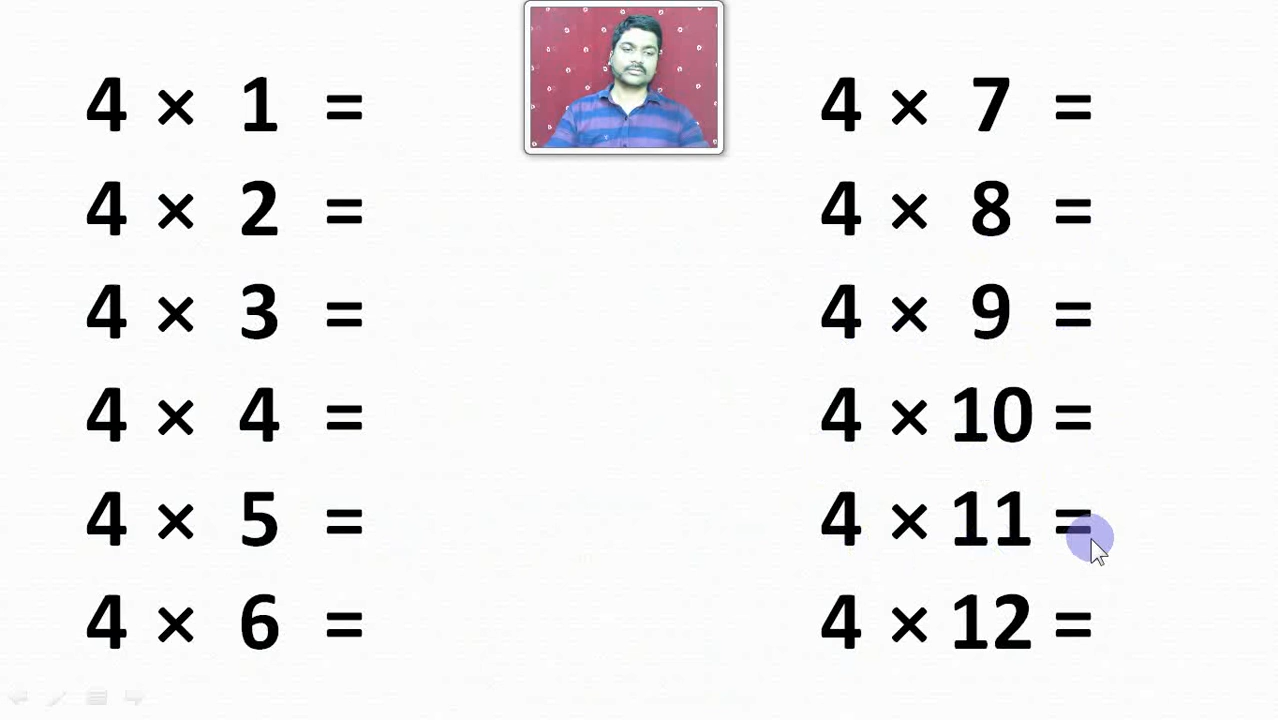 4 × 1 =
4 × 2 =
4 × 3 =
4 × 4 =
4 × 5 =
4 × 6 =
4 × 7 =
4 × 8 =
4 × 9 =
4 × 10 =
4 × 11 =
4 × 12 =